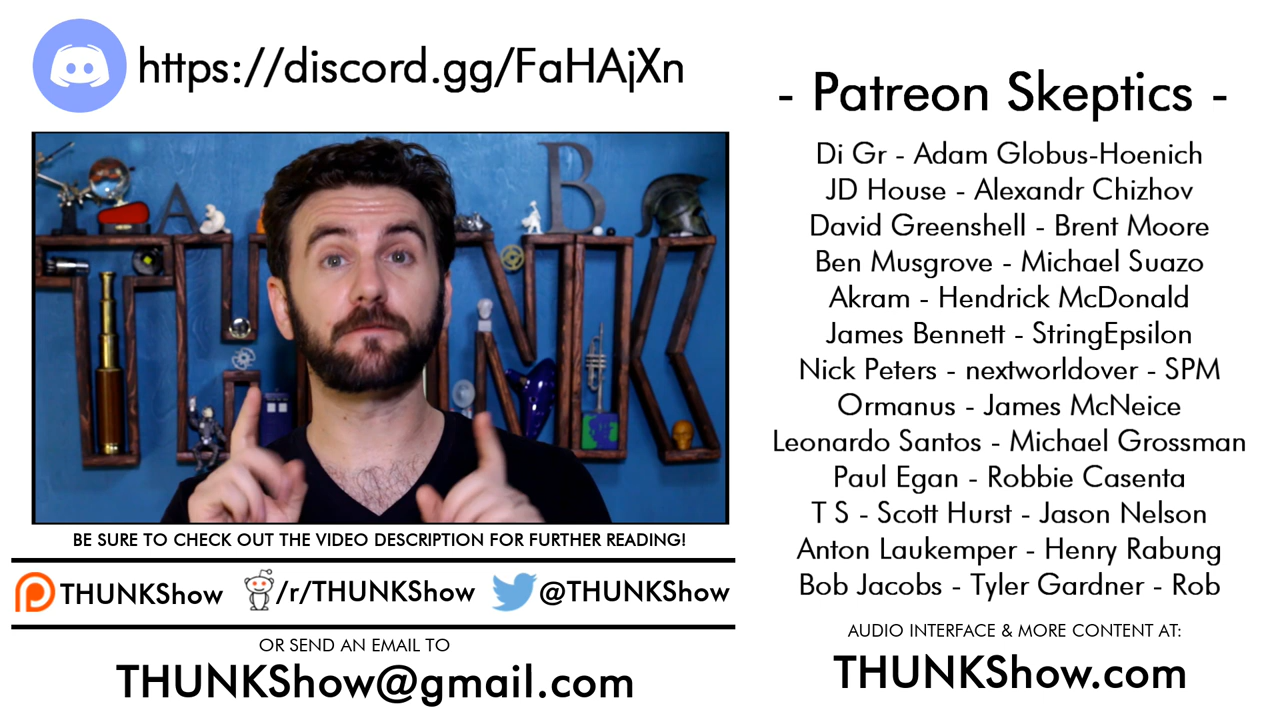 https://discord.gg/FaHAjXn
A
B
THUNK
BE SURE TO CHECK OUT THE VIDEO DESCRIPTION FOR FURTHER READING!
THUNKShow
/r/THUNKShow
@THUNKShow
OR SEND AN EMAIL TO
THUNKShow@gmail.com
- Patreon Skeptics -
Di Gr - Adam Globus-Hoenich
JD House - Alexandr Chizhov
David Greenshell - Brent Moore
Ben Musgrove - Michael Suazo
Akram - Hendrick McDonald
James Bennett - StringEpsilon
Nick Peters - nextworldover - SPM
Ormanus - James McNeice
Leonardo Santos - Michael Grossman
Paul Egan - Robbie Casenta
T S - Scott Hurst - Jason Nelson
Anton Laukemper - Henry Rabung
Bob Jacobs - Tyler Gardner - Rob
AUDIO INTERFACE & MORE CONTENT AT:
THUNKShow.com